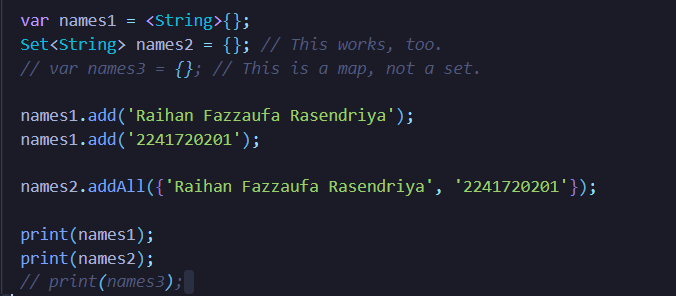 var names1 = <String>{};
Set<String> names2 = {}; // This works, too.
// var names3 = {}; // This is a map, not a set.
names1.add('Raihan Fazzaufa Rasendriya');
names1.add('2241720201');
names2.addAll({'Raihan Fazzaufa Rasendriya', '2241720201'});
print(names1);
print(names2);
// print(names3);